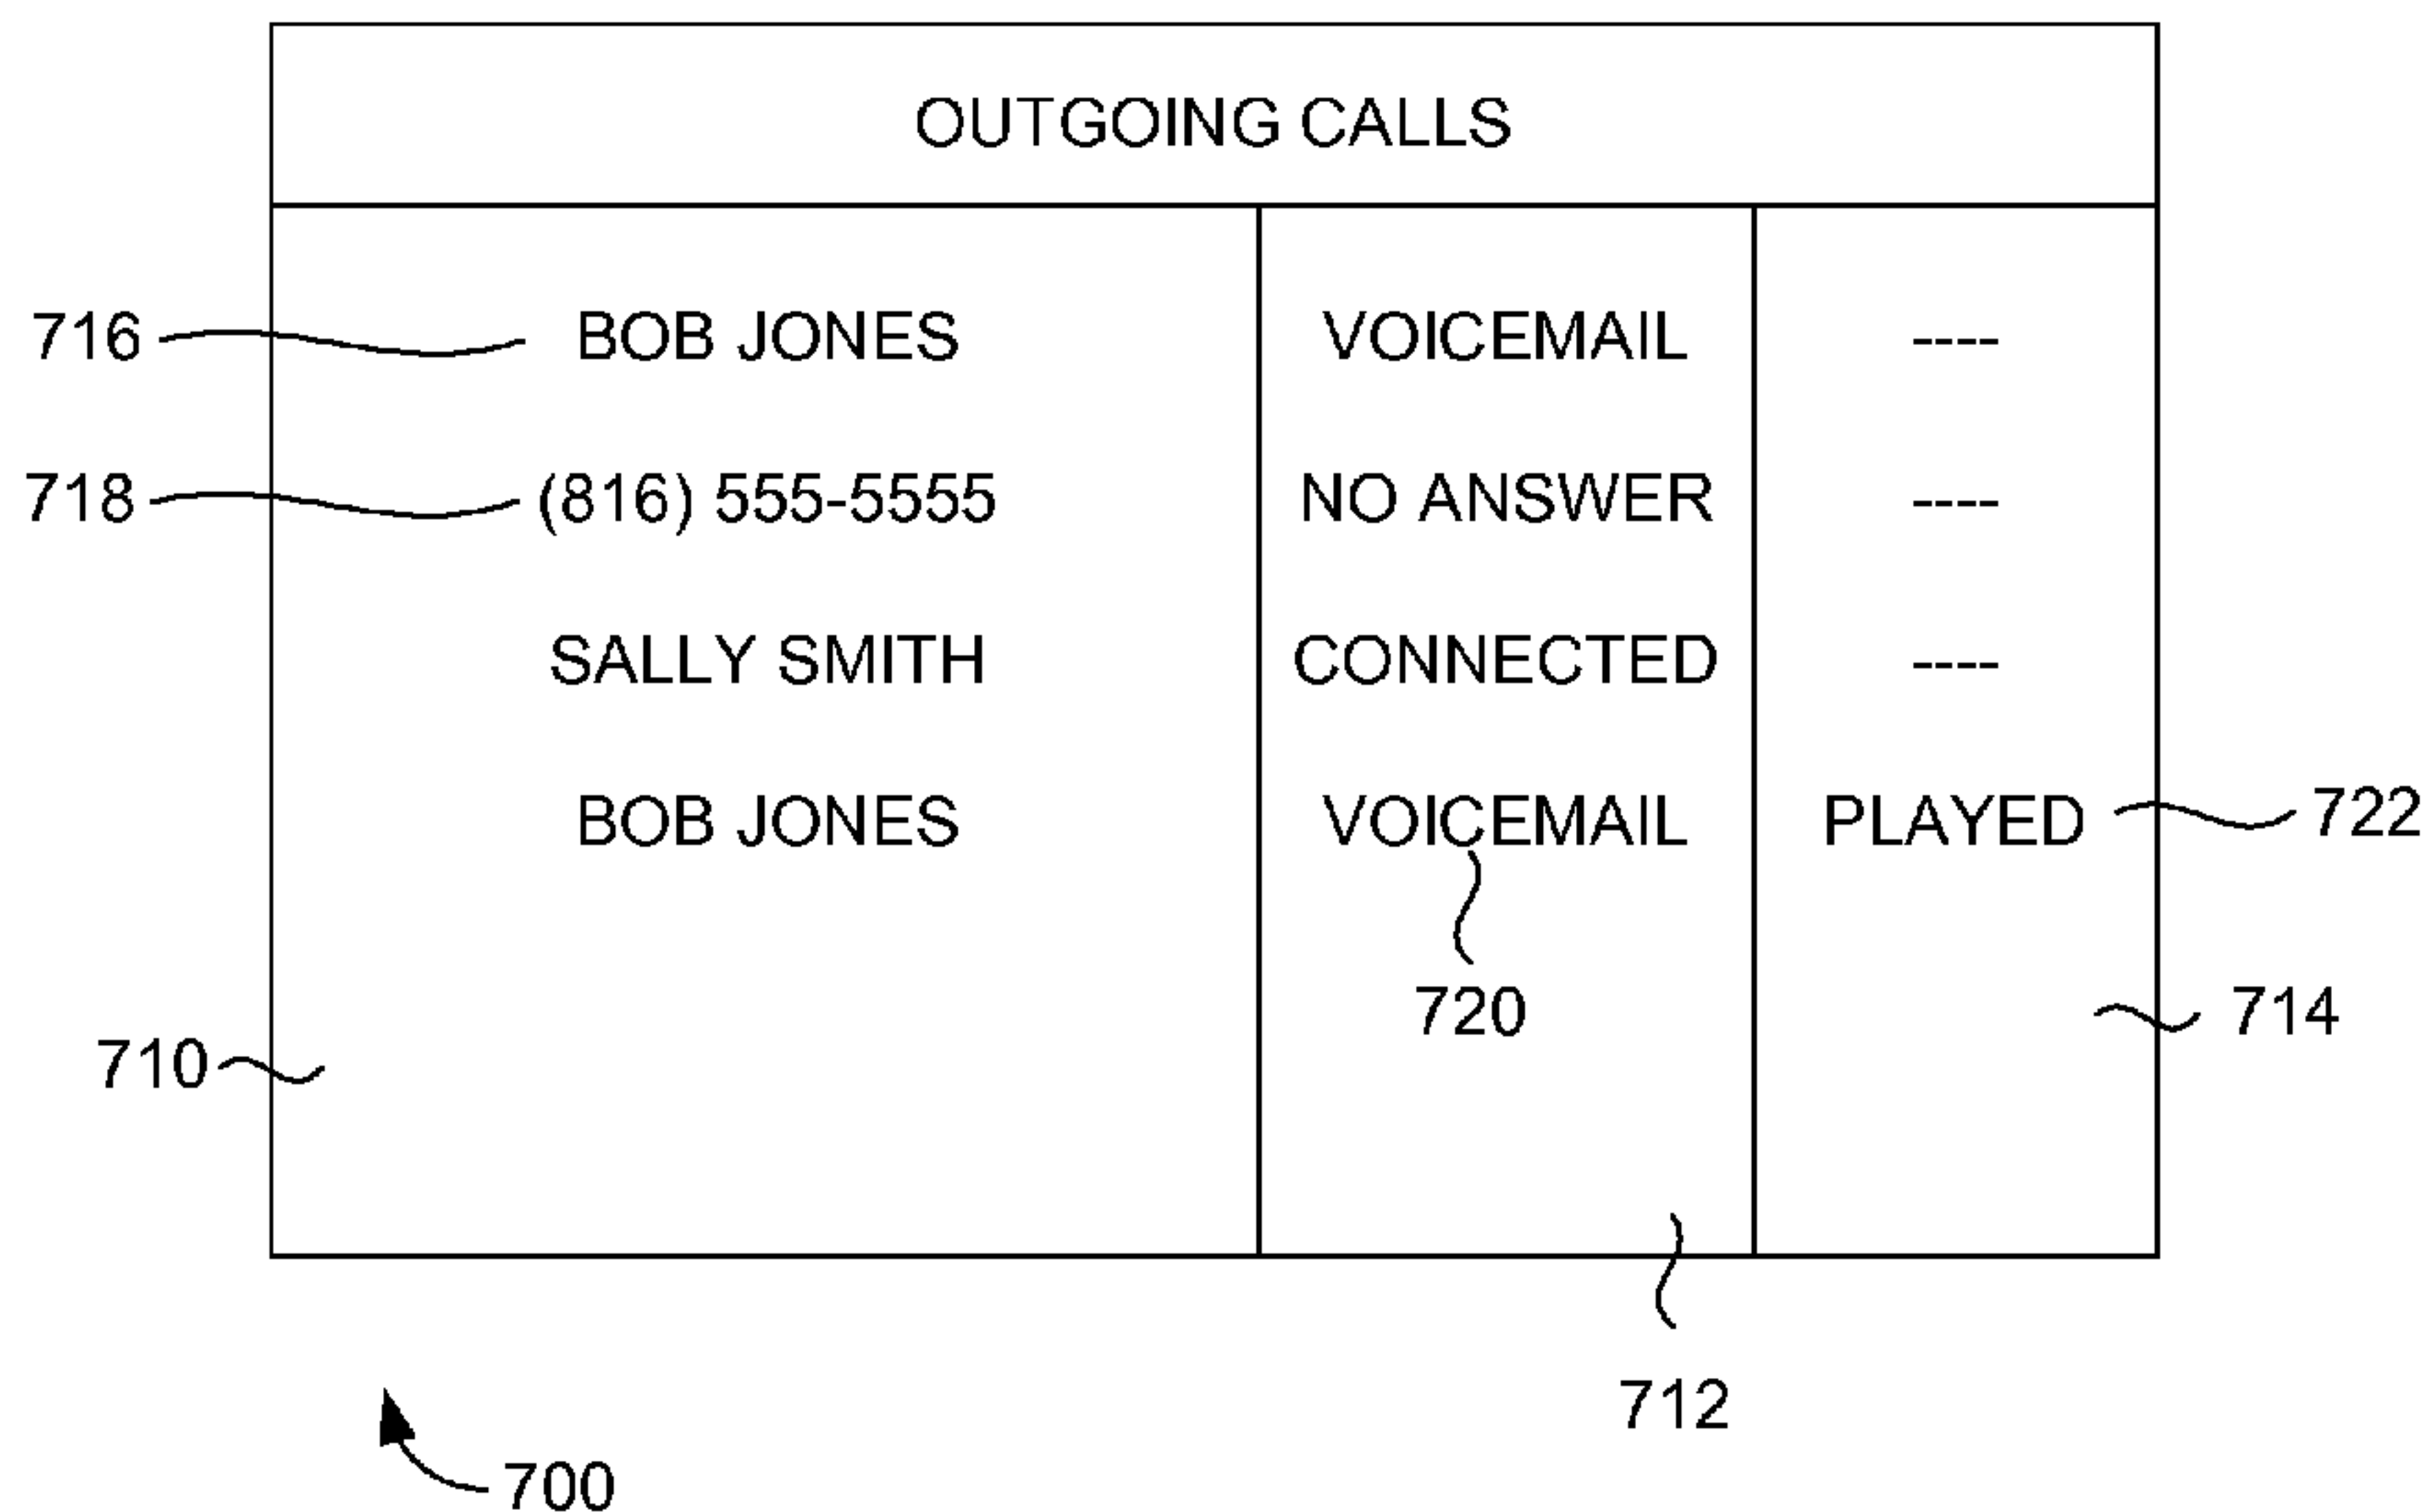 OUTGOING CALLS
716 BOB JONES VOICEMAIL ----
718 (816) 555-5555 NO ANSWER ----
SALLY SMITH CONNECTED ----
BOB JONES VOICEMAIL PLAYED 722
720 714
710
712
700